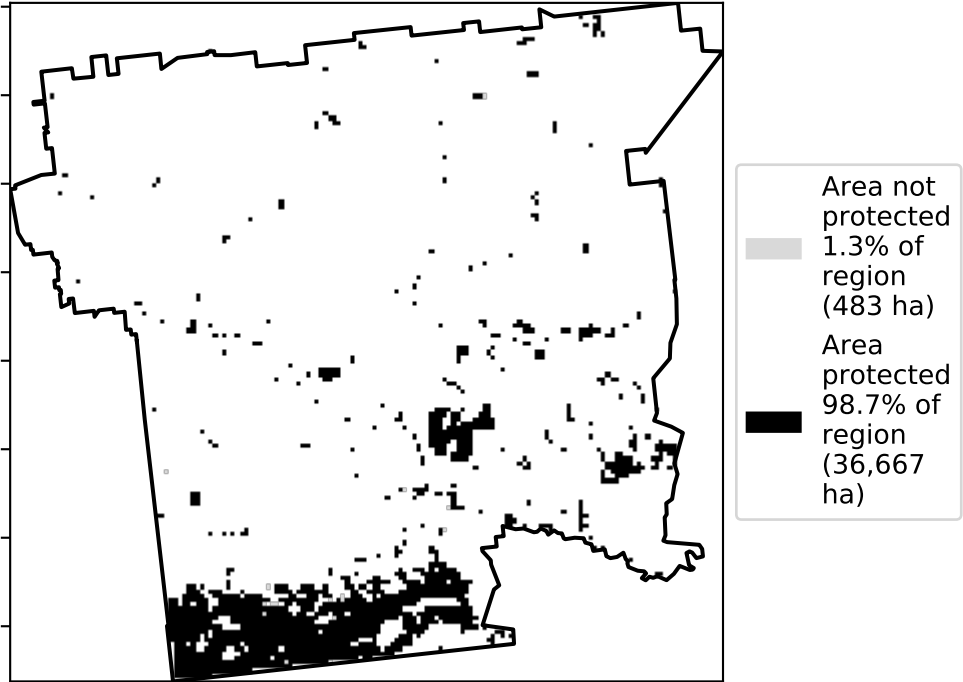 Area not
protected
1.3% of
region
(483 ha)
Area
protected
98.7% of
region
(36,667
ha)